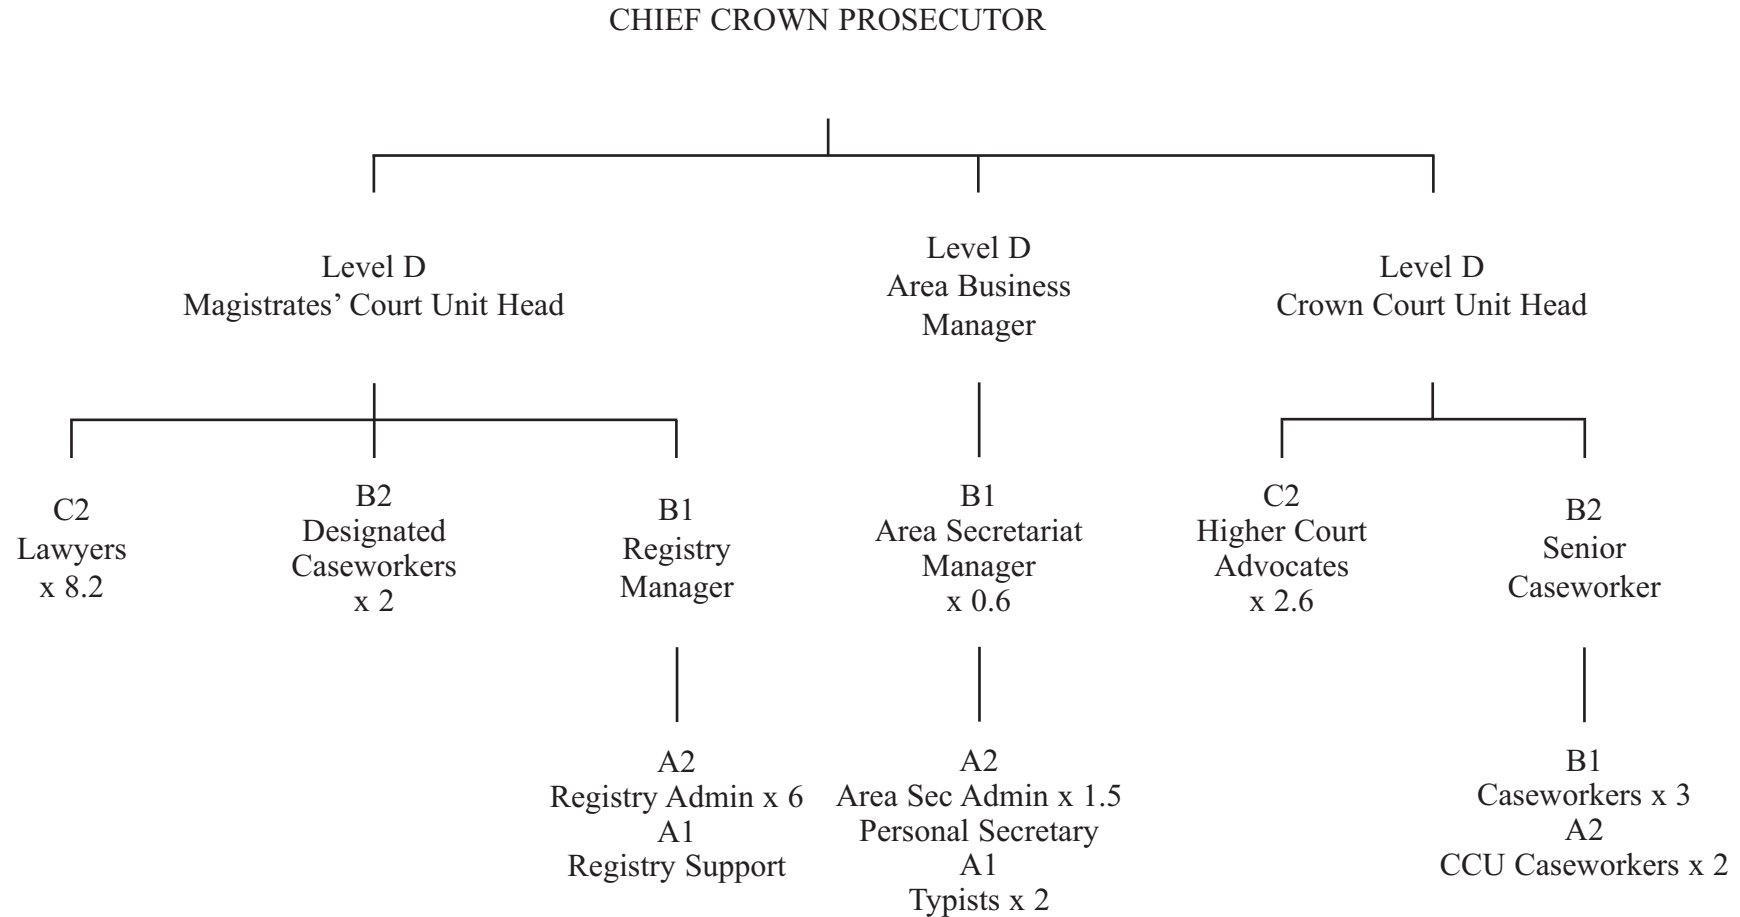 CHIEF CROWN PROSECUTOR
Level D
Magistrates’ Court Unit Head
Level D
Area Business
Manager
Level D
Crown Court Unit Head
C2
Lawyers
x 8.2
B2
Designated
Caseworkers
x 2
B1
Registry
Manager
B1
Area Secretariat
Manager
x 0.6
C2
Higher Court
Advocates
x 2.6
B2
Senior
Caseworker
A2
Registry Admin x 6
A1
Registry Support
A2
Area Sec Admin x 1.5
Personal Secretary
A1
Typists x 2
B1
Caseworkers x 3
A2
CCU Caseworkers x 2